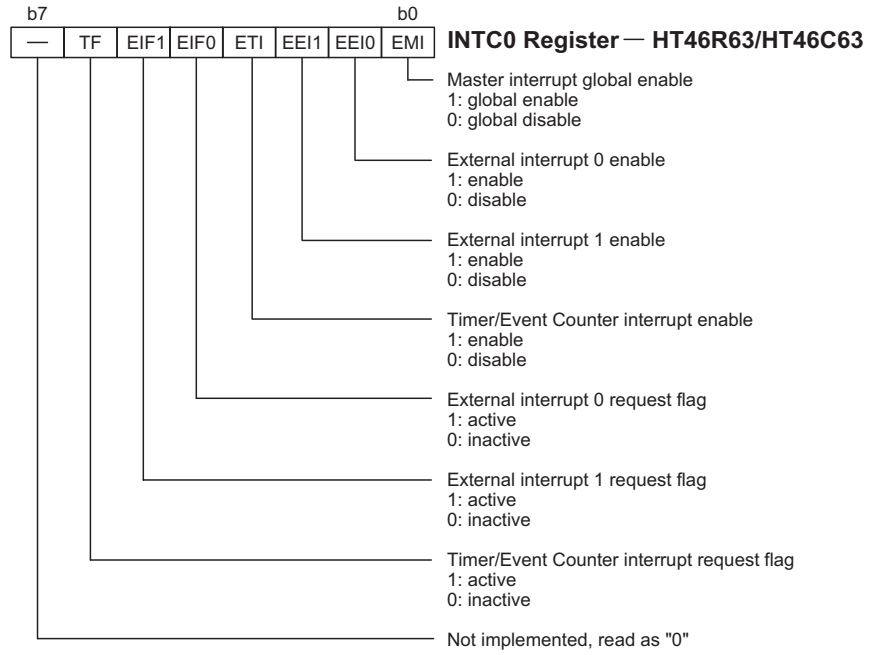 b7 b0
— TF EIF1 EIF0 ETI EEI1 EEI0 EMI
INTC0 Register — HT46R63/HT46C63
Master interrupt global enable
1: global enable
0: global disable
External interrupt 0 enable
1: enable
0: disable
External interrupt 1 enable
1: enable
0: disable
Timer/Event Counter interrupt enable
1: enable
0: disable
External interrupt 0 request flag
1: active
0: inactive
External interrupt 1 request flag
1: active
0: inactive
Timer/Event Counter interrupt request flag
1: active
0: inactive
Not implemented, read as "0"